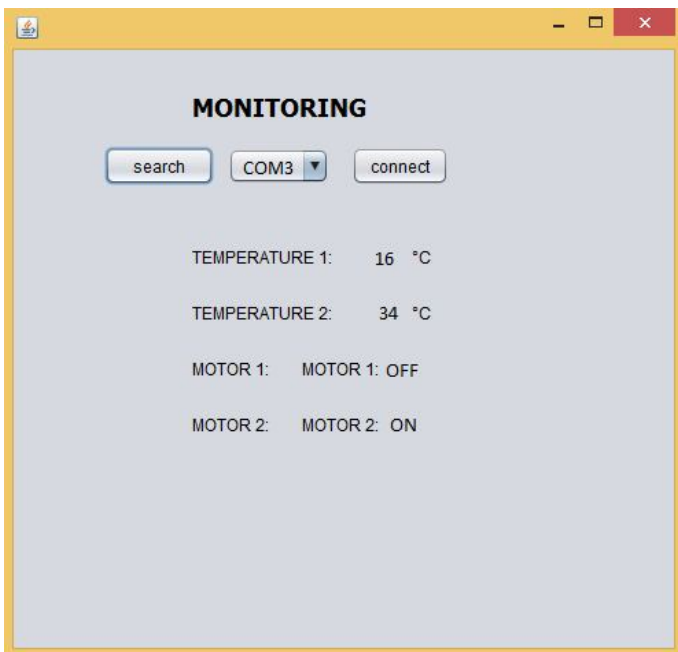 MONITORING
search COM3 connect
TEMPERATURE 1: 16 °C
TEMPERATURE 2: 34 °C
MOTOR 1: MOTOR 1: OFF
MOTOR 2: MOTOR 2: ON